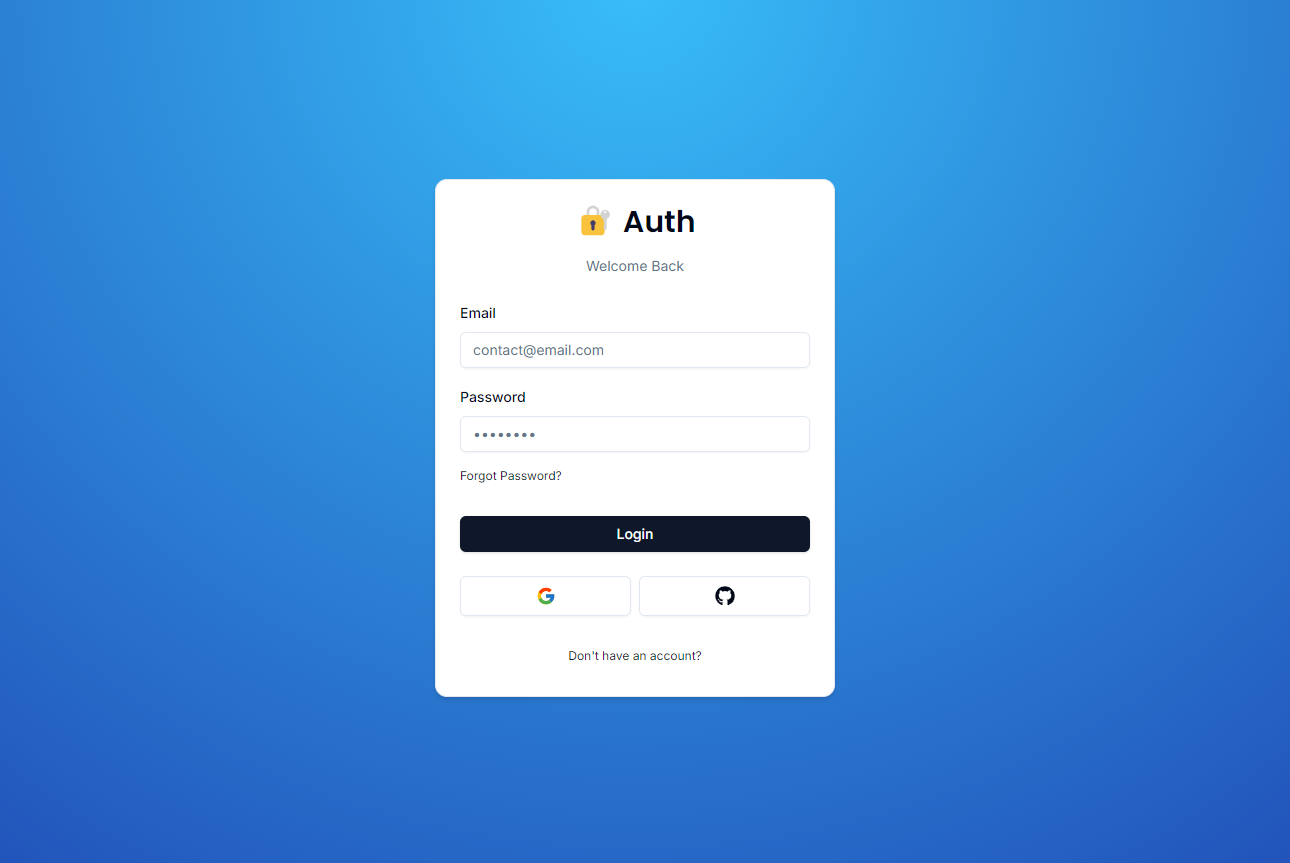 🔐 Auth
Welcome Back
Email
contact@email.com
Password
••••••••
Forgot Password?
Login
Don't have an account?